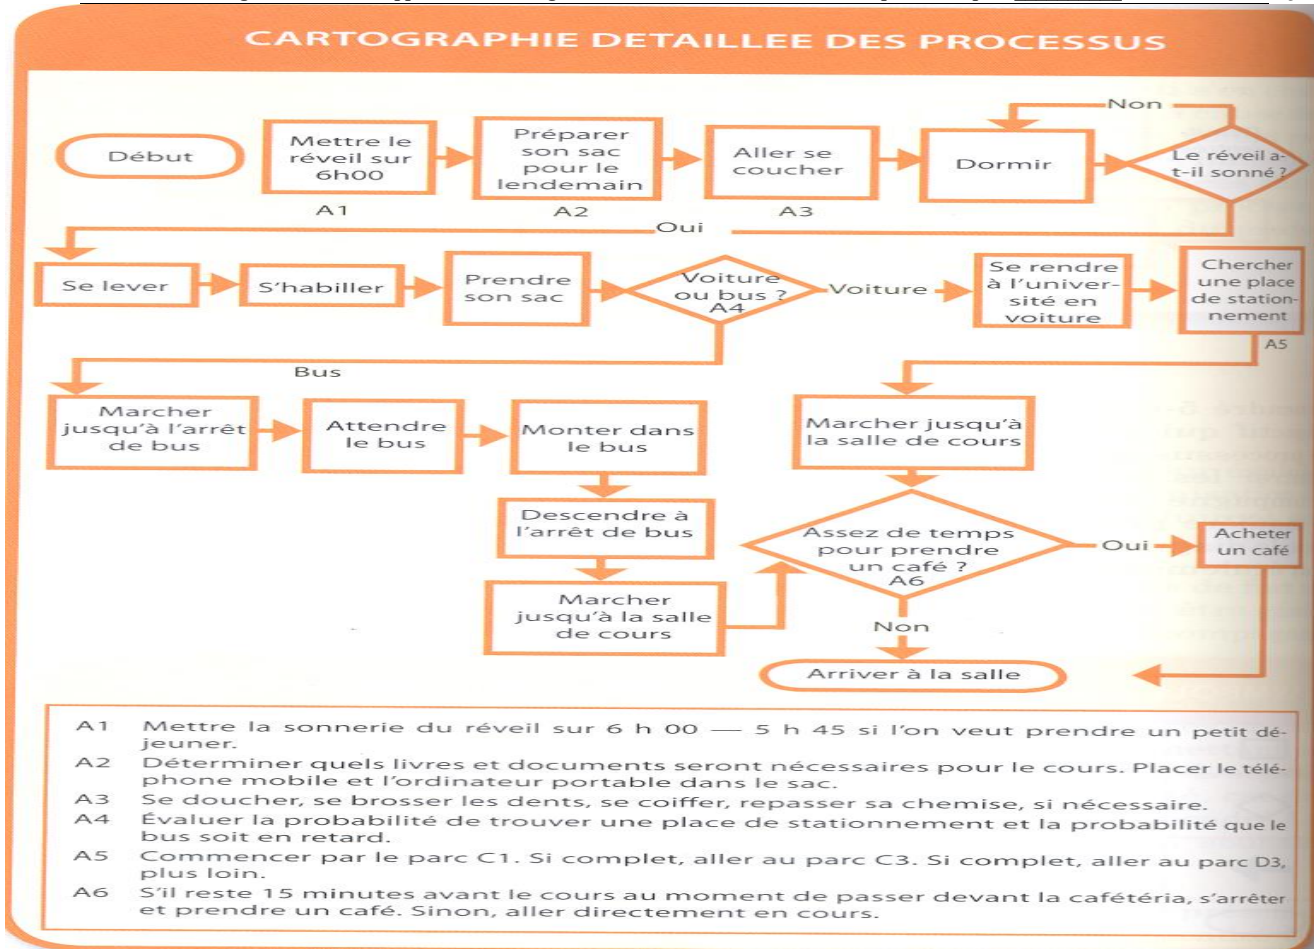 CARTOGRAPHIE DETAILLEE DES PROCESSUS
Début
Mettre le
réveil sur
6h00
A1
Préparer
son sac
pour le
lendemain
A2
Aller se
coucher
A3
Dormir
Non
Le réveil a-
t-il sonné ?
Oui
Se lever
S'habiller
Prendre
son sac
Voiture
ou bus ?
A4
Voiture
Se rendre
à l'univer-
sité en
voiture
Chercher
une place
de station-
nement
A5
Bus
Marcher
jusqu'à l'arrêt
de bus
Attendre
le bus
Monter dans
le bus
Descendre à
l'arrêt de bus
Marcher
jusqu'à la salle
de cours
Marcher jusqu'à
la salle de cours
Assez de temps
pour prendre
un café ?
A6
Oui
Acheter
un café
Non
Arriver à la salle
A1 Mettre la sonnerie du réveil sur 6 h 00 — 5 h 45 si l'on veut prendre un petit dé-
jeuner.
A2 Déterminer quels livres et documents seront nécessaires pour le cours. Placer le télé-
phone mobile et l'ordinateur portable dans le sac.
A3 Se doucher, se brosser les dents, se coiffer, repasser sa chemise, si nécessaire.
A4 Évaluer la probabilité de trouver une place de stationnement et la probabilité que le
bus soit en retard.
A5 Commencer par le parc C1. Si complet, aller au parc C3. Si complet, aller au parc D3,
plus loin.
A6 S'il reste 15 minutes avant le cours au moment de passer devant la cafétéria, s'arrêter
et prendre un café. Sinon, aller directement en cours.